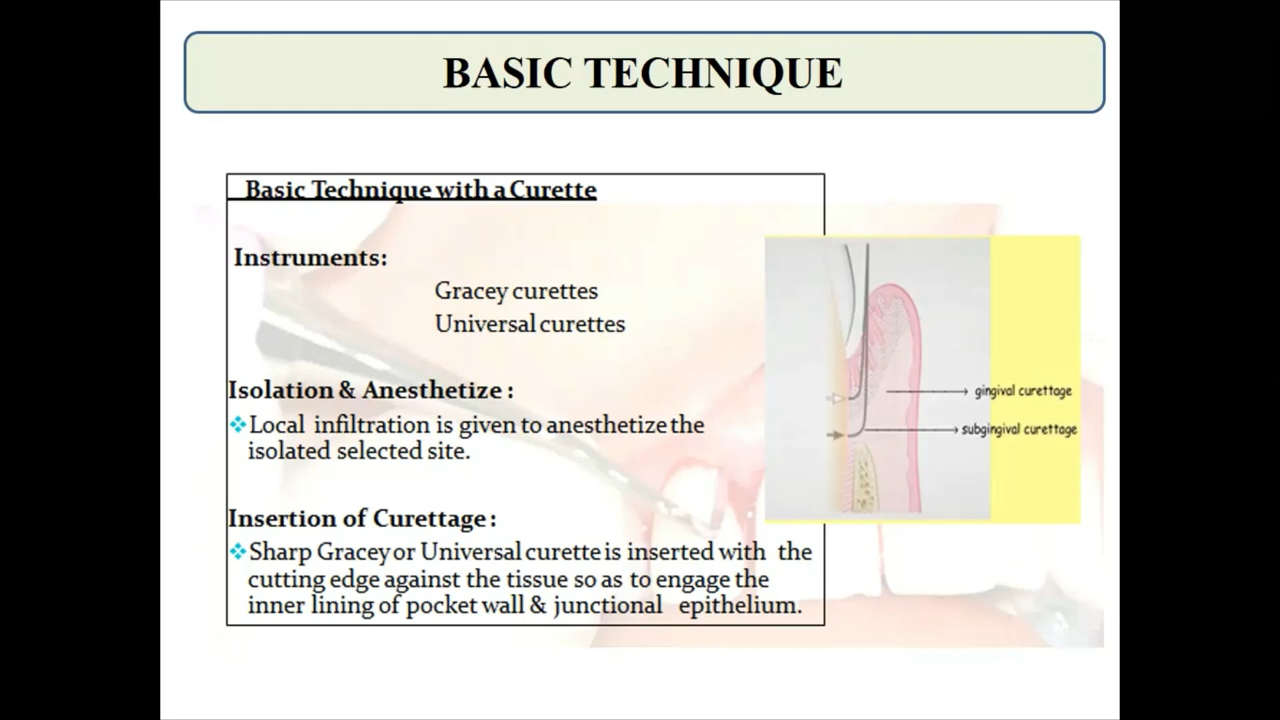 BASIC TECHNIQUE
Basic Technique with a Curette
Instruments:
Gracey curettes
Universal curettes
Isolation & Anesthetize :
❖Local infiltration is given to anesthetize the
isolated selected site.
Insertion of Curettage :
❖Sharp Gracey or Universal curette is inserted with the
cutting edge against the tissue so as to engage the
inner lining of pocket wall & junctional epithelium.
gingival curettage
subgingival curettage